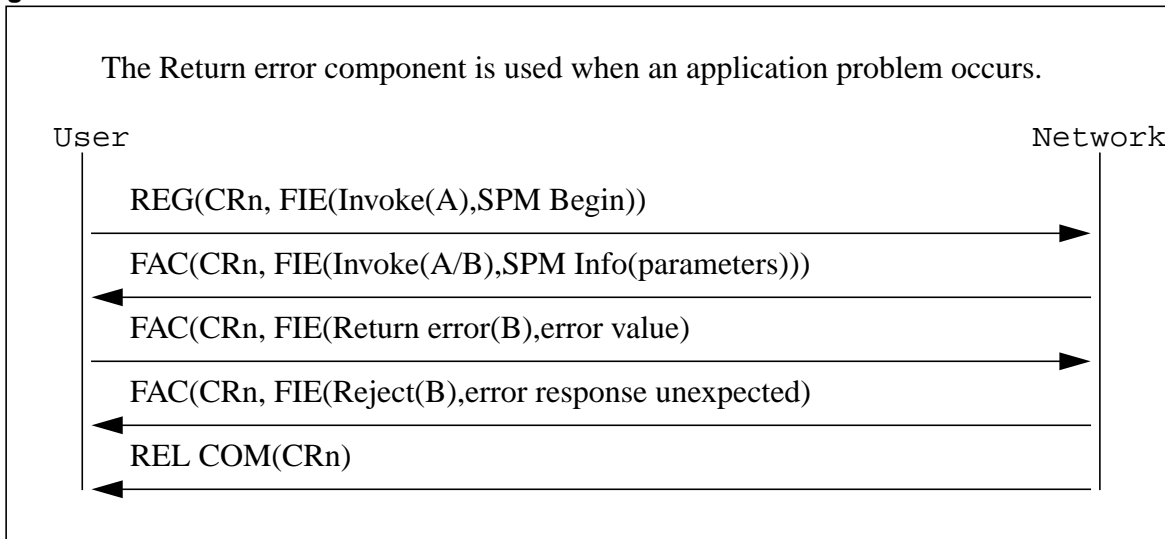 The Return error component is used when an application problem occurs.
User Network
REG(CRn, FIE(Invoke(A),SPM Begin))
FAC(CRn, FIE(Invoke(A/B),SPM Info(parameters)))
FAC(CRn, FIE(Return error(B),error value)
FAC(CRn, FIE(Reject(B),error response unexpected)
REL COM(CRn)